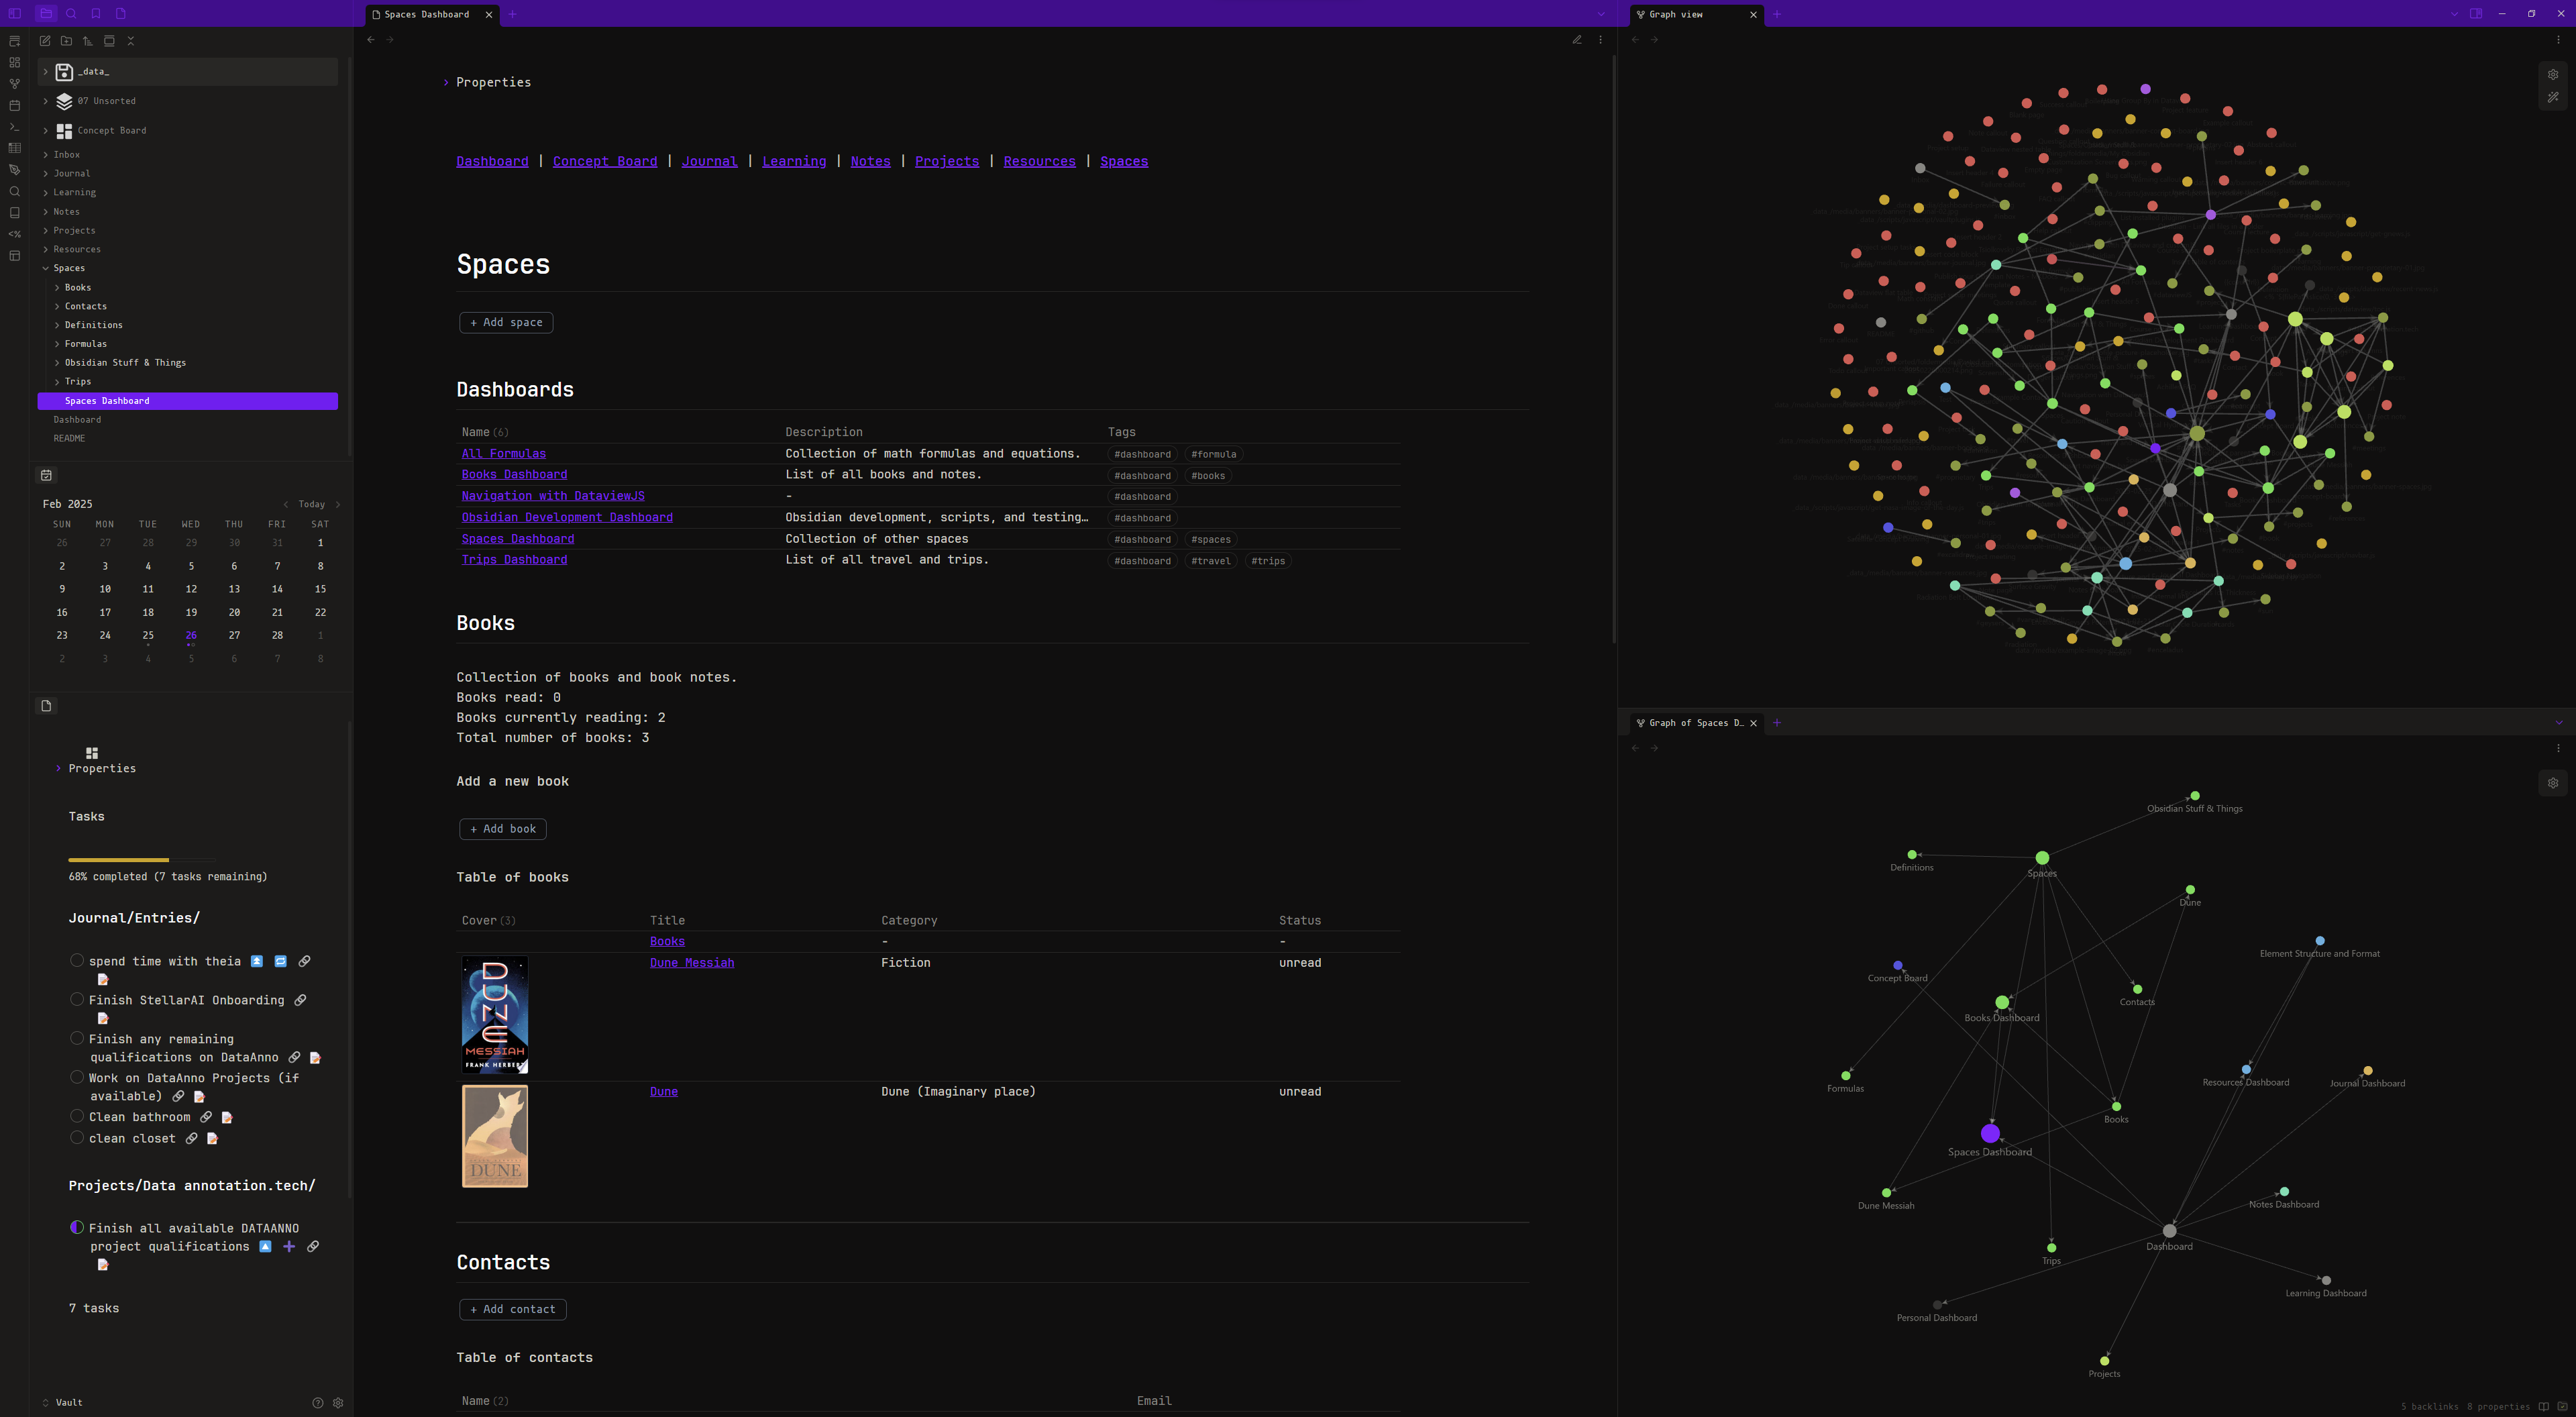 Spaces Dashboard
Graph view
_data_
07 Unsorted
Concept Board
Inbox
Journal
Learning
Notes
Projects
Resources
Spaces
Books
Contacts
Definitions
Formulas
Obsidian Stuff & Things
Trips
Spaces Dashboard
Dashboard
README
Feb 2025
Today
SUN MON TUE WED THU FRI SAT
26 27 28 29 30 31 1
2 3 4 5 6 7 8
9 10 11 12 13 14 15
16 17 18 19 20 21 22
23 24 25 26 27 28 1
2 3 4 5 6 7 8
Properties
Tasks
68% completed (7 tasks remaining)
Journal/Entries/
spend time with theia
Finish StellarAI Onboarding
Finish any remaining
qualifications on DataAnno
Work on DataAnno Projects (if
available)
Clean bathroom
clean closet
Projects/Data annotation.tech/
Finish all available DATAANNO
project qualifications
7 tasks
Vault
Properties
Dashboard | Concept Board | Journal | Learning | Notes | Projects | Resources | Spaces
Spaces
+ Add space
Dashboards
Name (6) Description Tags
All Formulas Collection of math formulas and equations. #dashboard #formula
Books Dashboard List of all books and notes. #dashboard #books
Navigation with DataviewJS - #dashboard
Obsidian Development Dashboard Obsidian development, scripts, and testing… #dashboard
Spaces Dashboard Collection of other spaces #dashboard #spaces
Trips Dashboard List of all travel and trips. #dashboard #travel #trips
Books
Collection of books and book notes.
Books read: 0
Books currently reading: 2
Total number of books: 3
Add a new book
+ Add book
Table of books
Cover (3) Title Category Status
Books - -
Dune Messiah Fiction unread
DUNE
MESSIAH
FRANK HERBER
Dune Dune (Imaginary place) unread
DUNE
Contacts
+ Add contact
Table of contacts
Name (2) Email
Graph of Spaces D…
Obsidian Stuff & Things
Definitions
Spaces
Dune
Element Structure and Format
Concept Board
Contacts
Books Dashboard
Formulas
Resources Dashboard
Journal Dashboard
Books
Spaces Dashboard
Dune Messiah
Notes Dashboard
Dashboard
Trips
Learning Dashboard
Personal Dashboard
Projects
5 backlinks 8 properties